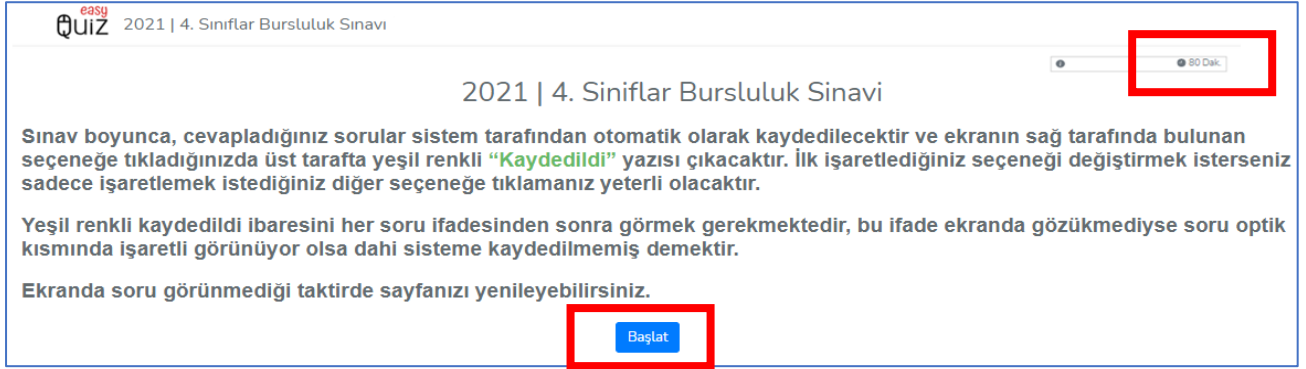 easy
Quiz 2021 | 4. Sınıflar Bursluluk Sınavı
80 Dak.
2021 | 4. Siniflar Bursluluk Sinavi
Sınav boyunca, cevapladığınız sorular sistem tarafından otomatik olarak kaydedilecektir ve ekranın sağ tarafında bulunan
seçeneğe tıkladığınızda üst tarafta yeşil renkli “Kaydedildi” yazısı çıkacaktır. İlk işaretlediğiniz seçeneği değiştirmek isterseniz
sadece işaretlemek istediğiniz diğer seçeneğe tıklamanız yeterli olacaktır.
Yeşil renkli kaydedildi ibaresini her soru ifadesinden sonra görmek gerekmektedir, bu ifade ekranda gözükmediyse soru optik
kısmında işaretli görünüyor olsa dahi sisteme kaydedilmemiş demektir.
Ekranda soru görünmediği taktirde sayfanızı yenileyebilirsiniz.
Başlat